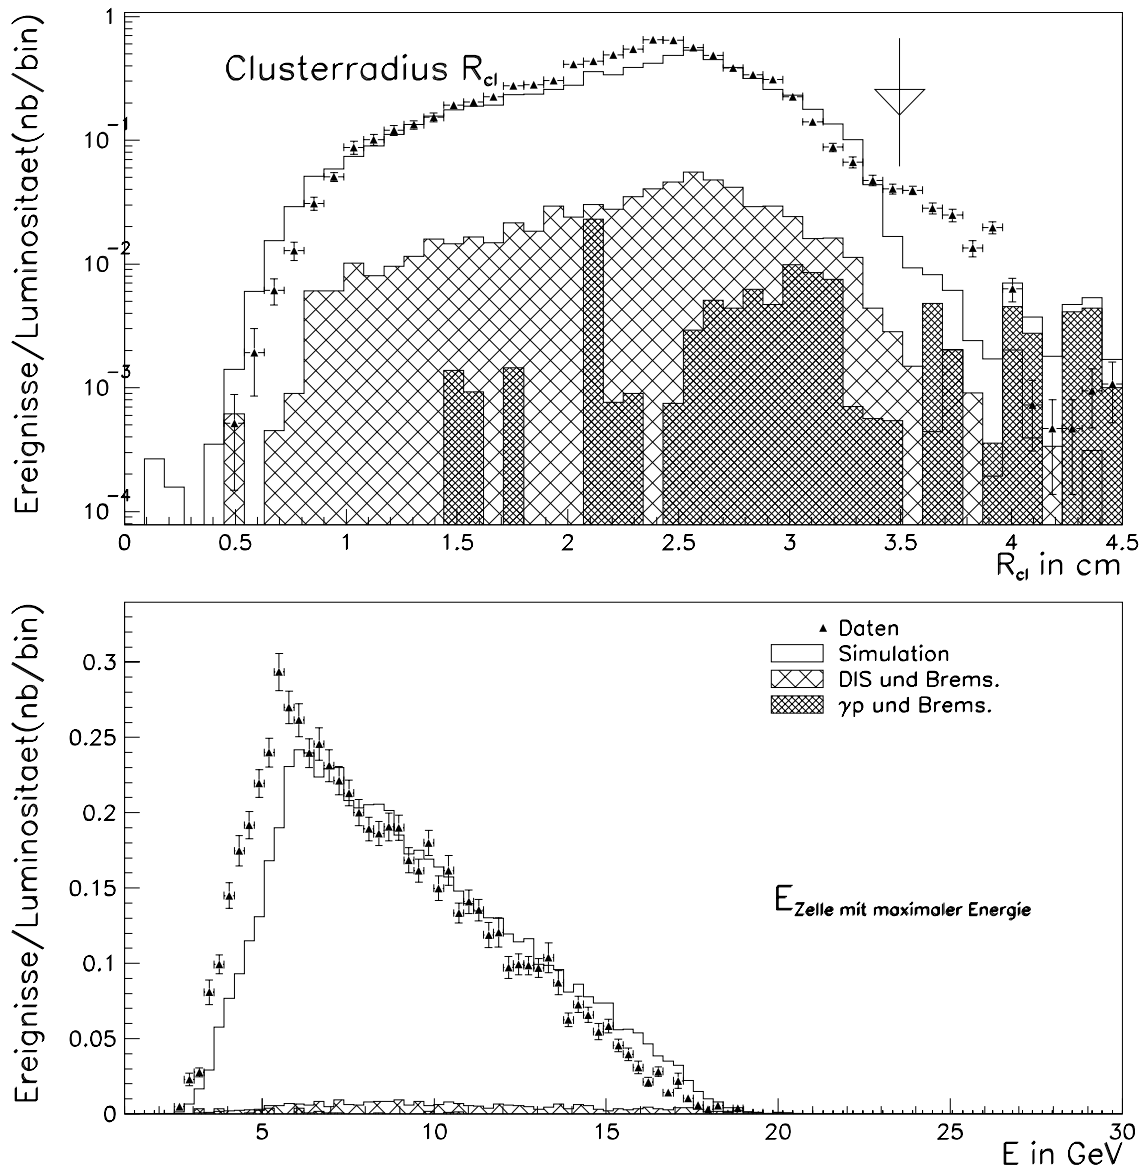 Ereignisse/Luminositaet(nb/bin)
1
10⁻¹
10⁻²
10⁻³
10⁻⁴
Clusterradius R_cl
0 0.5 1 1.5 2 2.5 3 3.5 4 4.5
R_cl in cm
Ereignisse/Luminositaet(nb/bin)
0.3
0.25
0.2
0.15
0.1
0.05
0
Daten
Simulation
DIS und Brems.
γp und Brems.
E_Zelle mit maximaler Energie
5 10 15 20 25 30
E in GeV